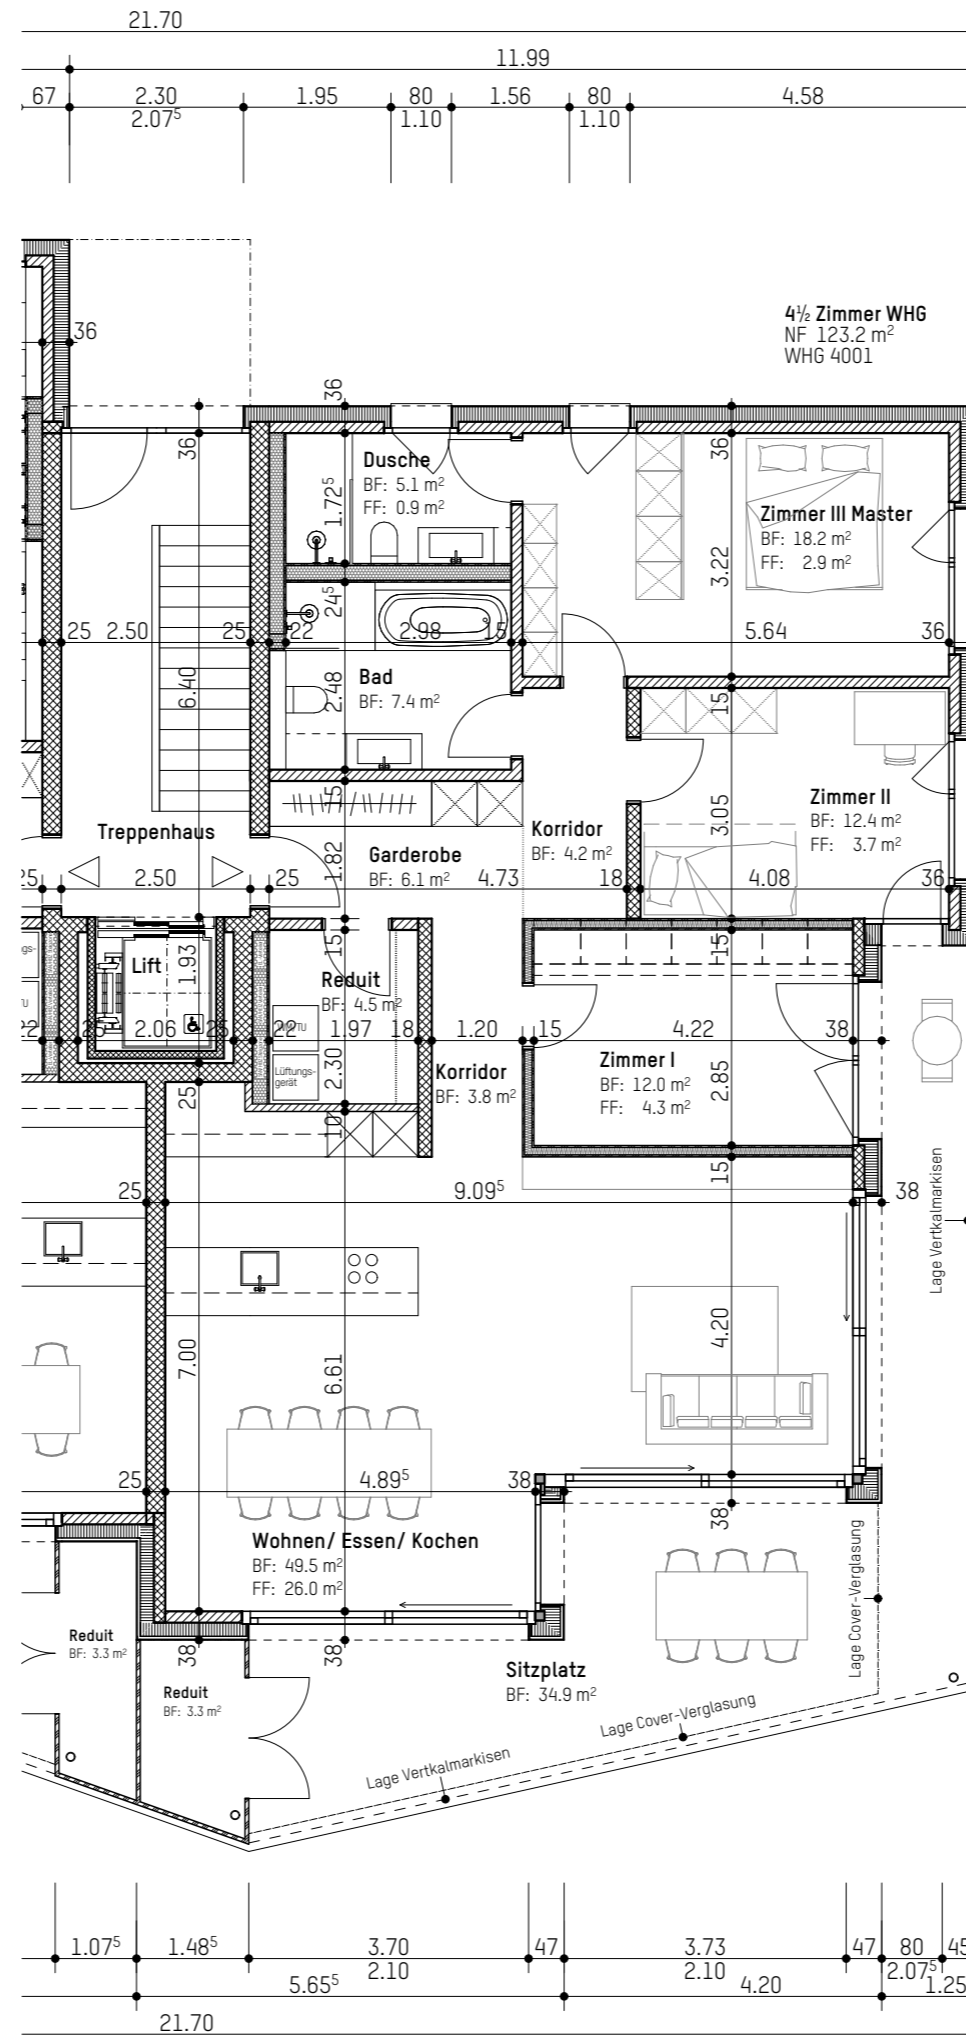 21.70
11.99
67 2.30 1.95 80 1.56 80 4.58
2.07⁵ 1.10 1.10
4½ Zimmer WHG
NF 123.2 m²
WHG 4001
36
36
36
36
Dusche
BF: 5.1 m²
FF: 0.9 m²
1.72⁵
Zimmer III Master
BF: 18.2 m²
FF: 2.9 m²
3.22
24⁵
25 2.50 25 22 2.98 15 5.64 36
6.40
Bad
BF: 7.4 m²
2.48
15
15
Zimmer II
BF: 12.4 m²
FF: 3.7 m²
3.05
Treppenhaus
Korridor
BF: 4.2 m²
Garderobe
BF: 6.1 m²
1.82
25 2.50 25 4.73 18 4.08 36
15
15
Lift
1.93
Reduit
BF: 4.5 m²
22 25 2.06 25 22 1.97 18 1.20 15 4.22 38
Zimmer I
BF: 12.0 m²
FF: 4.3 m²
2.85
Korridor
BF: 3.8 m²
Lüftungs-
gerät
2.30
25
10
15
25 9.09⁵ 38
Lage Vertkalmarkisen
7.00
6.61
4.20
25 4.89⁵ 38
38
Wohnen/ Essen/ Kochen
BF: 49.5 m²
FF: 26.0 m²
Lage Cover-Verglasung
38
38
Reduit
BF: 3.3 m²
Reduit
BF: 3.3 m²
Sitzplatz
BF: 34.9 m²
Lage Cover-Verglasung
Lage Vertkalmarkisen
1.07⁵ 1.48⁵ 3.70 47 3.73 47 80 45
2.10 2.10 2.07⁵
5.65⁵ 4.20 1.25
21.70